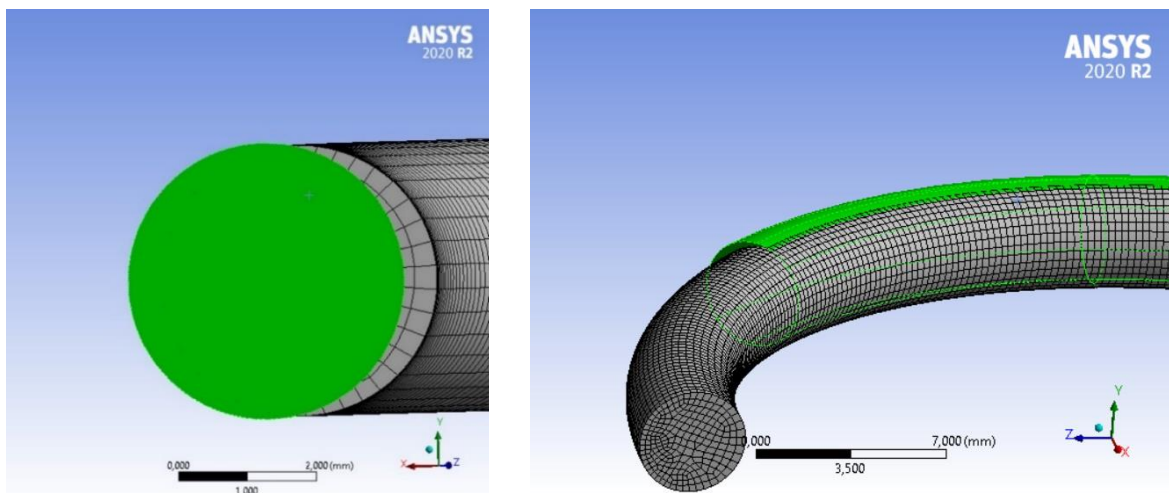 ANSYS
2020 R2
Y
X
Z
0,000
2,000 (mm)
1,000
ANSYS
2020 R2
Y
Z
X
0,000
7,000 (mm)
3,500